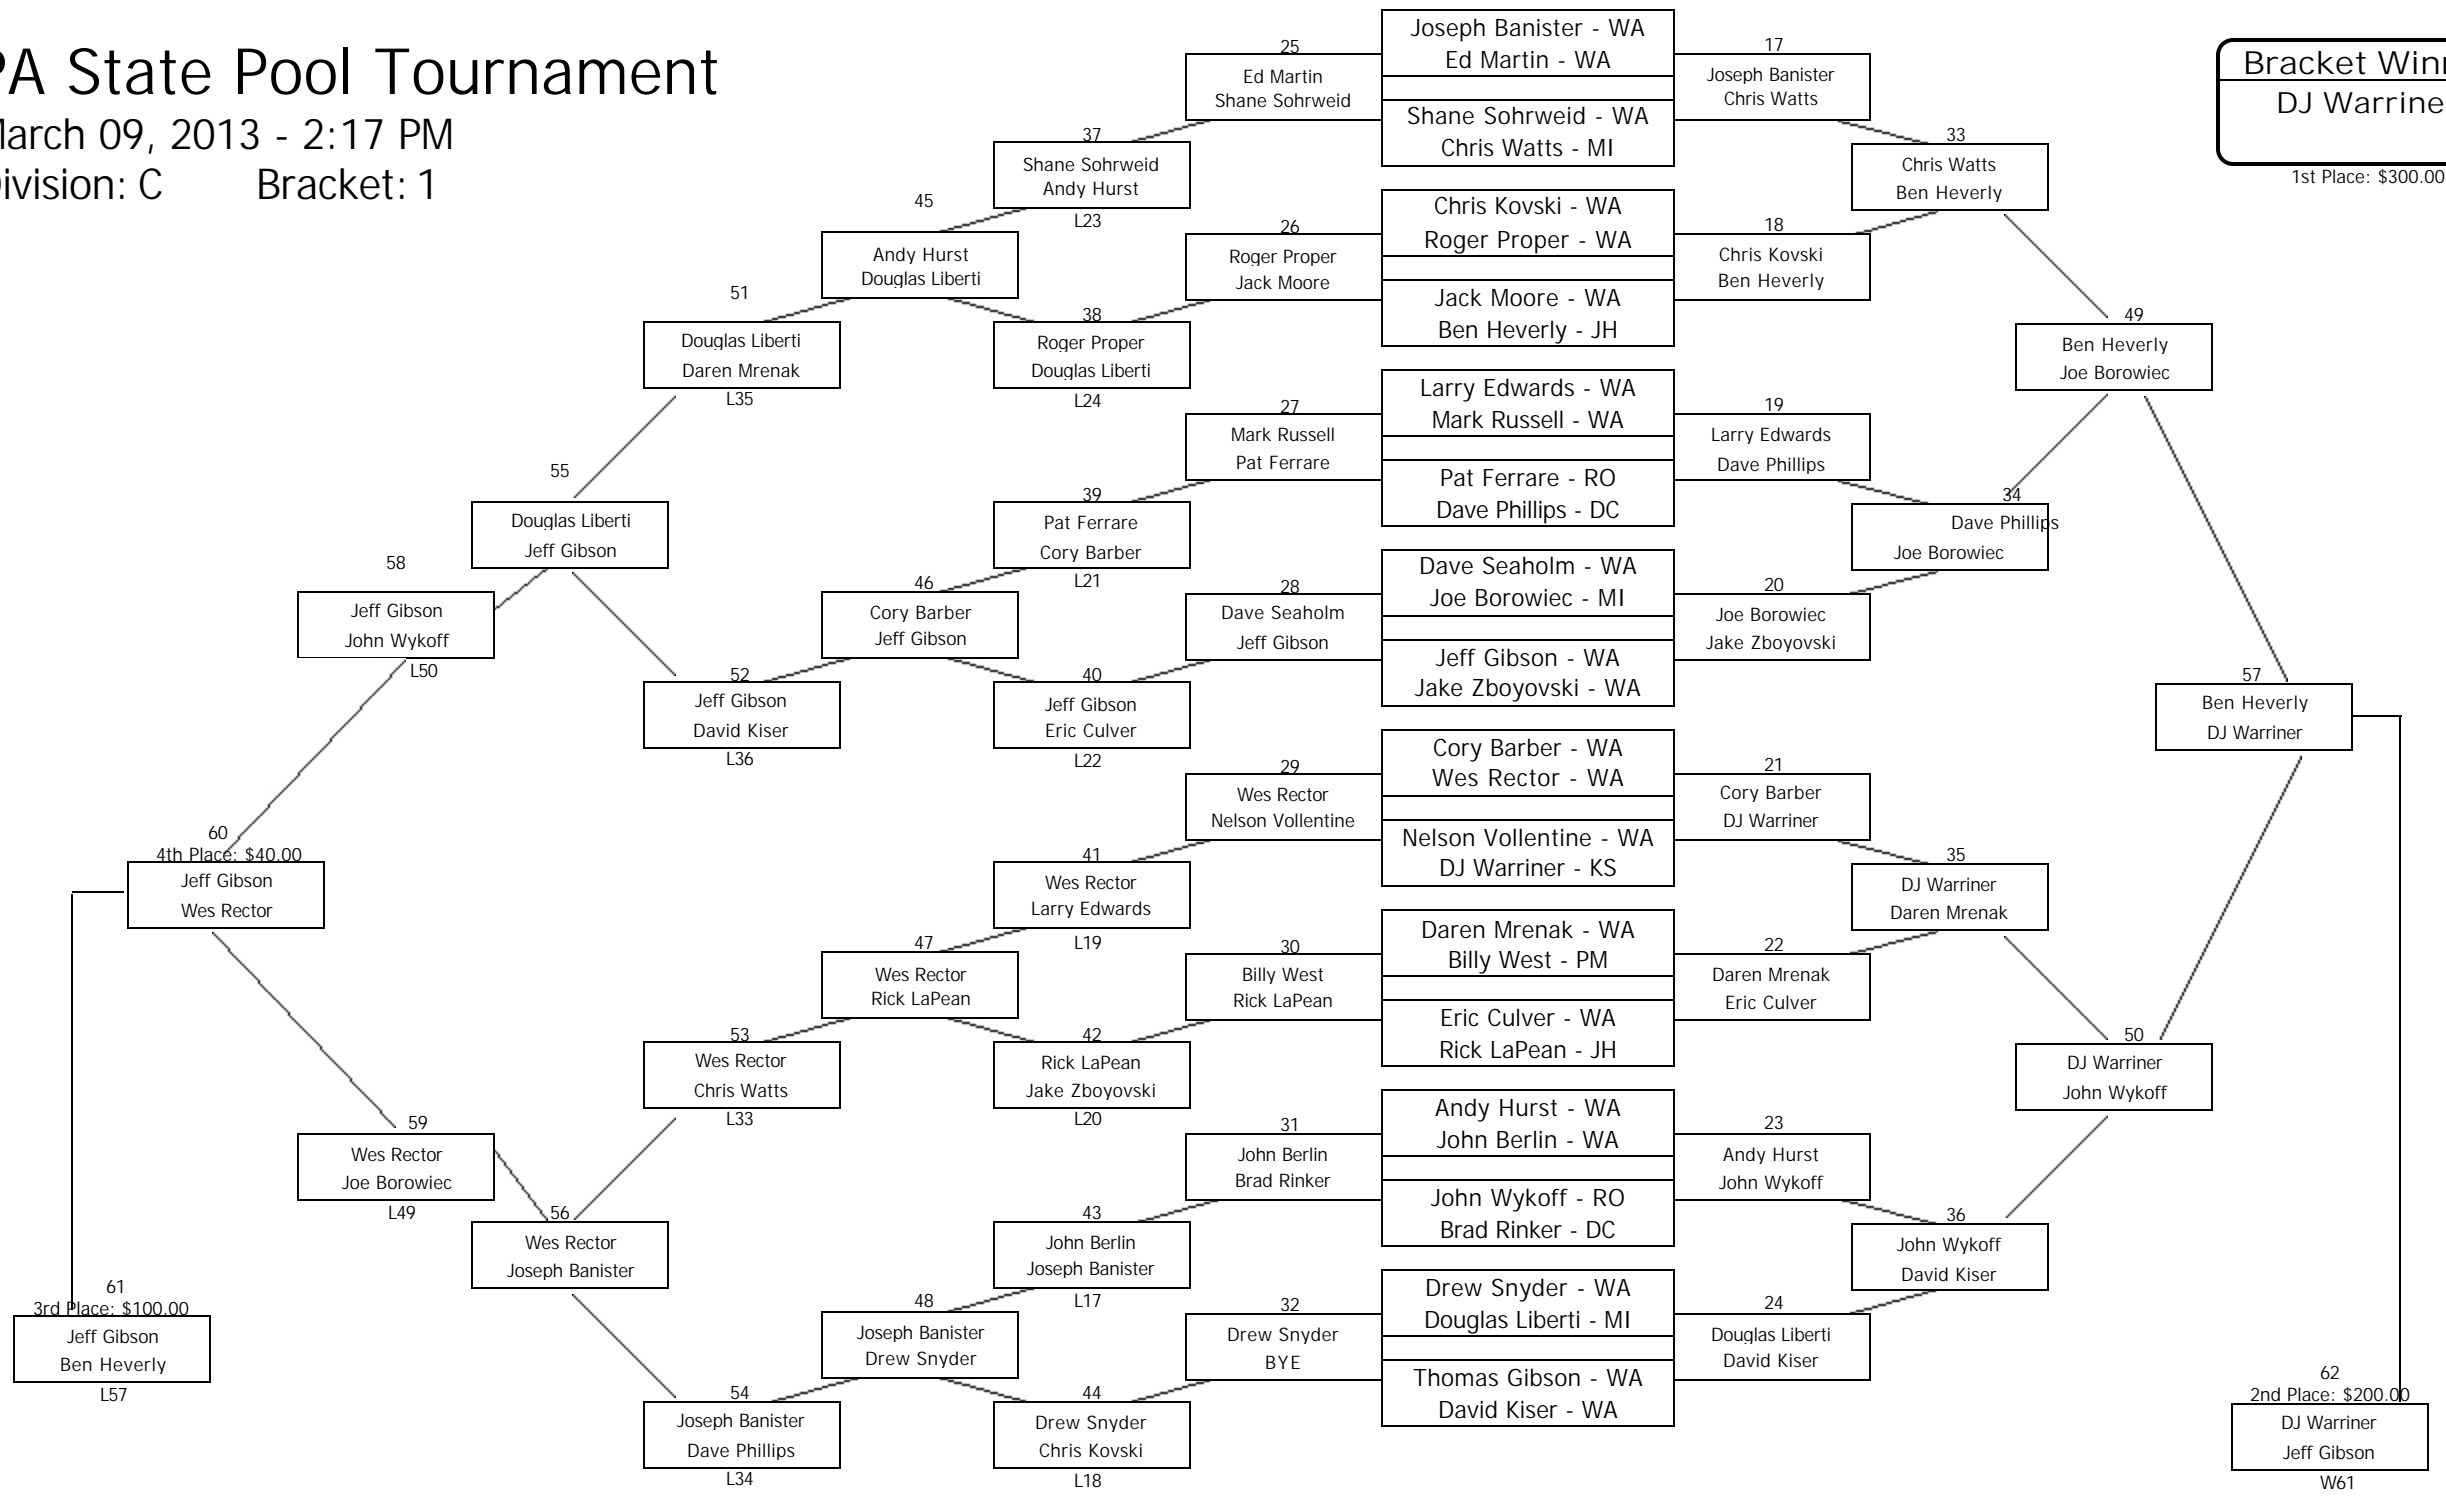 PA State Pool Tournament
March 09, 2013 - 2:17 PM
Division: C Bracket: 1
45
51
55
58
60
4th Place: $40.00
Jeff Gibson
Wes Rector
61
3rd Place: $100.00
Jeff Gibson
Ben Heverly
L57
Jeff Gibson
John Wykoff
L50
59
Wes Rector
Joe Borowiec
L49
Douglas Liberti
Jeff Gibson
56
Wes Rector
Joseph Banister
Douglas Liberti
Daren Mrenak
L35
52
Jeff Gibson
David Kiser
L36
53
Wes Rector
Chris Watts
L33
54
Joseph Banister
Dave Phillips
L34
Andy Hurst
Douglas Liberti
46
Cory Barber
Jeff Gibson
47
Wes Rector
Rick LaPean
48
Joseph Banister
Drew Snyder
37
Shane Sohrweid
Andy Hurst
L23
38
Roger Proper
Douglas Liberti
L24
39
Pat Ferrare
Cory Barber
L21
40
Jeff Gibson
Eric Culver
L22
41
Wes Rector
Larry Edwards
L19
42
Rick LaPean
Jake Zboyovski
L20
43
John Berlin
Joseph Banister
L17
44
Drew Snyder
Chris Kovski
L18
25
Ed Martin
Shane Sohrweid
26
Roger Proper
Jack Moore
27
Mark Russell
Pat Ferrare
28
Dave Seaholm
Jeff Gibson
29
Wes Rector
Nelson Vollentine
30
Billy West
Rick LaPean
31
John Berlin
Brad Rinker
32
Drew Snyder
BYE
Joseph Banister - WA
Ed Martin - WA
Shane Sohrweid - WA
Chris Watts - MI
Chris Kovski - WA
Roger Proper - WA
Jack Moore - WA
Ben Heverly - JH
Larry Edwards - WA
Mark Russell - WA
Pat Ferrare - RO
Dave Phillips - DC
Dave Seaholm - WA
Joe Borowiec - MI
Jeff Gibson - WA
Jake Zboyovski - WA
Cory Barber - WA
Wes Rector - WA
Nelson Vollentine - WA
DJ Warriner - KS
Daren Mrenak - WA
Billy West - PM
Eric Culver - WA
Rick LaPean - JH
Andy Hurst - WA
John Berlin - WA
John Wykoff - RO
Brad Rinker - DC
Drew Snyder - WA
Douglas Liberti - MI
Thomas Gibson - WA
David Kiser - WA
17
Joseph Banister
Chris Watts
18
Chris Kovski
Ben Heverly
19
Larry Edwards
Dave Phillips
20
Joe Borowiec
Jake Zboyovski
21
Cory Barber
DJ Warriner
22
Daren Mrenak
Eric Culver
23
Andy Hurst
John Wykoff
24
Douglas Liberti
David Kiser
33
Chris Watts
Ben Heverly
34
Dave Phillips
Joe Borowiec
35
DJ Warriner
Daren Mrenak
36
John Wykoff
David Kiser
49
Ben Heverly
Joe Borowiec
50
DJ Warriner
John Wykoff
57
Ben Heverly
DJ Warriner
Bracket Winn
DJ Warrine
1st Place: $300.00
62
2nd Place: $200.00
DJ Warriner
Jeff Gibson
W61